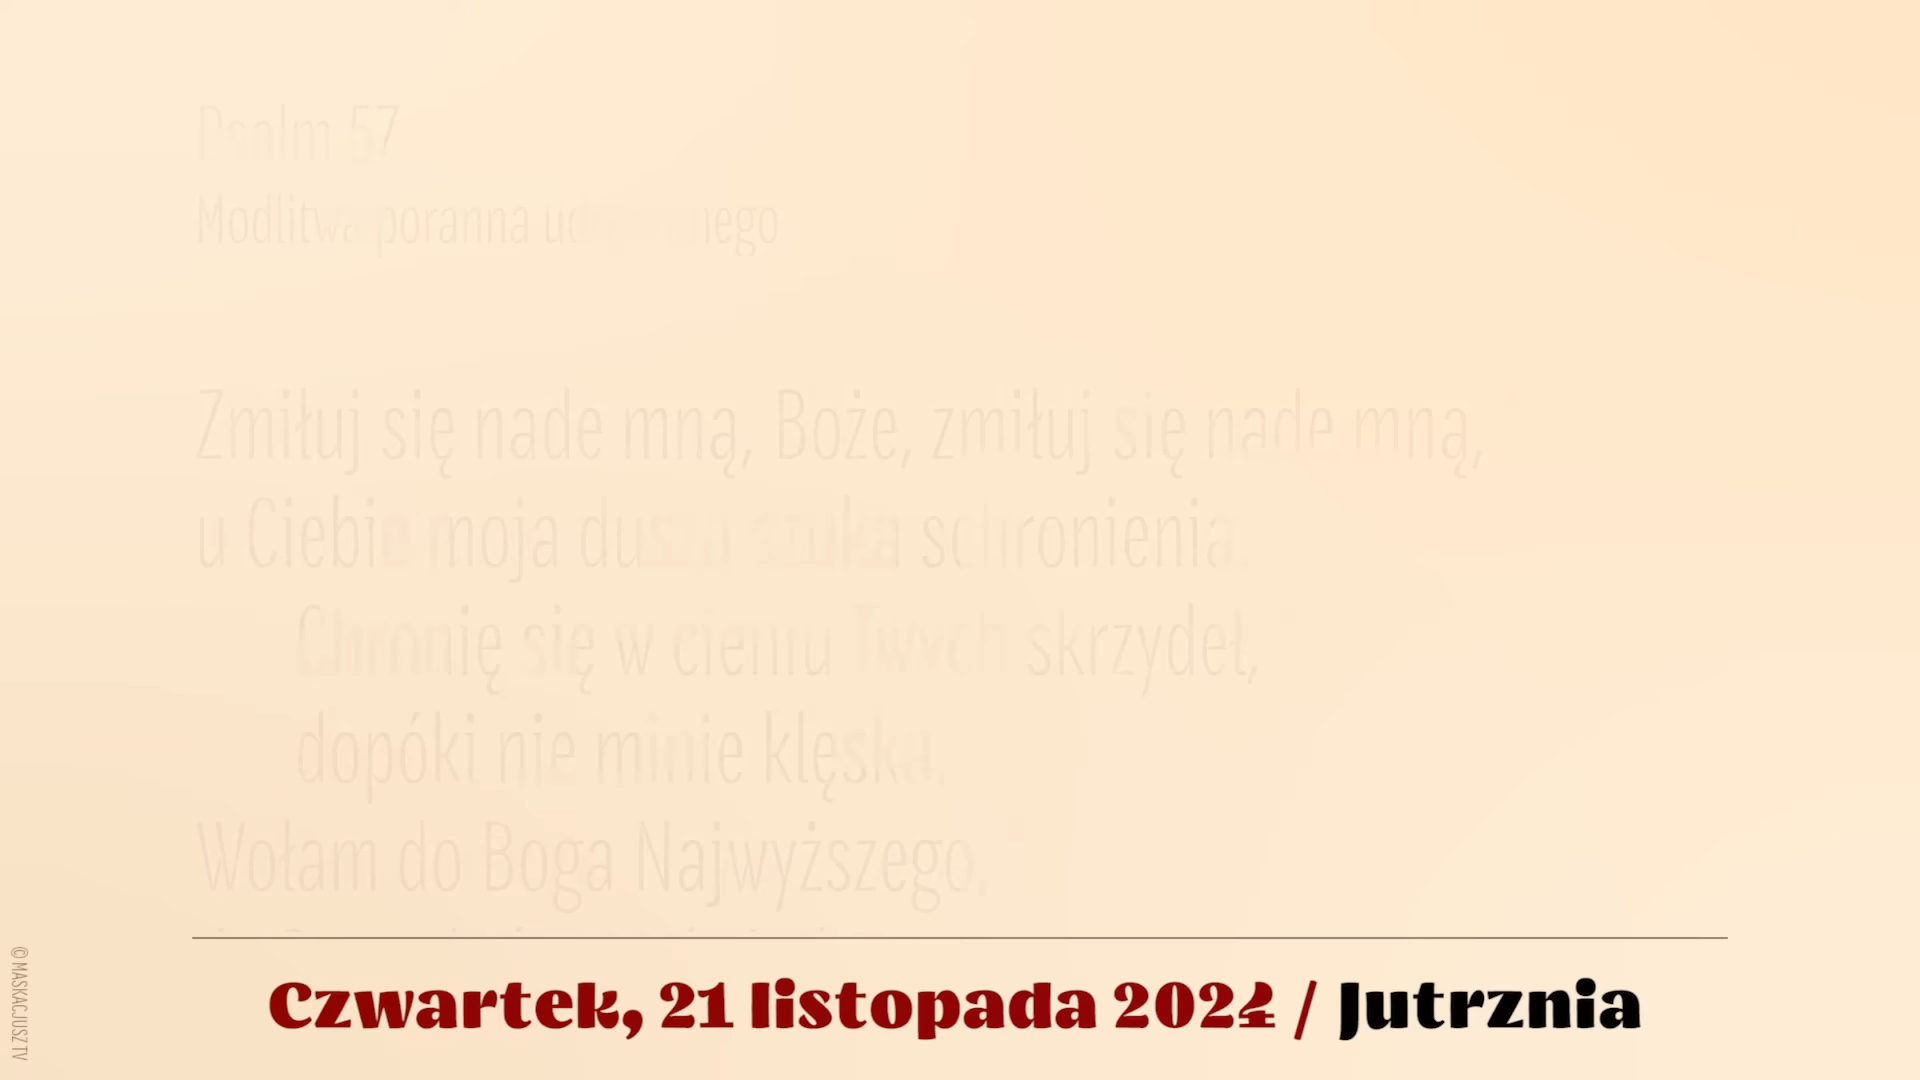 Psalm 57
Modlitwa poranna udręczonego
Zmiłuj się nade mną, Boże, zmiłuj się nade mną,
u Ciebie moja dusza szuka schronienia.
Chronię się w cieniu Twych skrzydeł,
dopóki nie minie klęska.
Wołam do Boga Najwyższego,
Czwartek, 21 listopada 2024 / Jutrznia
© MASKACJUSZ TV